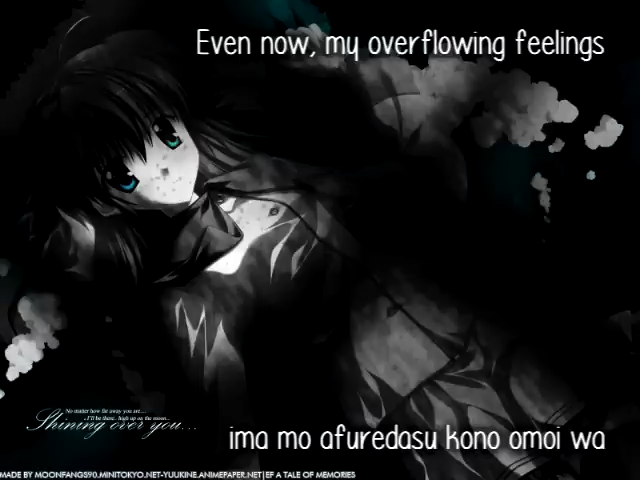 Even now, my overflowing feelings
No matter how far away you are...
I'll be there.. high up as the moon...
Shining over you...
ima mo afuredasu kono omoi wa
MADE BY MOONFANGS90.MINITOKYO.NET-YUUKINE.ANIMEPAPER.NET|EF A TALE OF MEMORIES